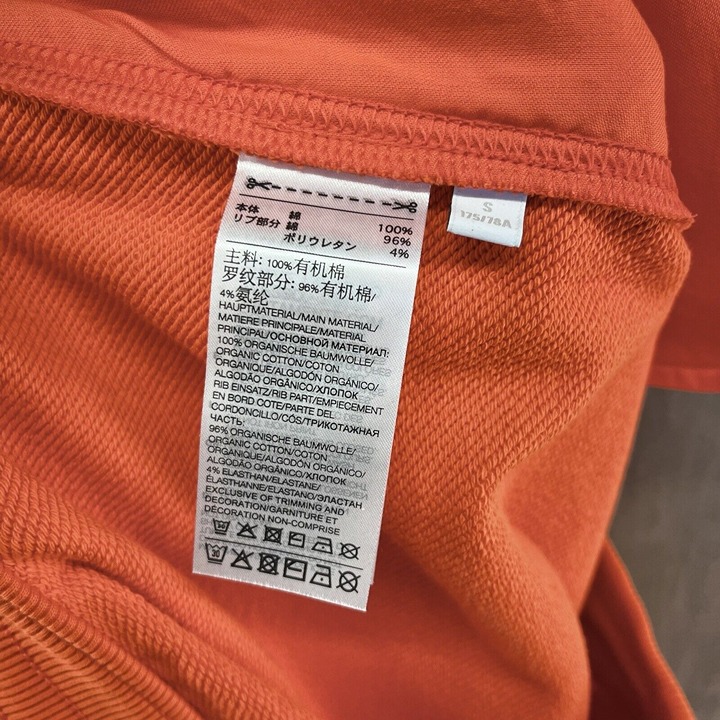 本体 綿 100%
リブ部分 綿 96%
ポリウレタン 4%
主料: 100%有机棉
罗纹部分: 96%有机棉/
4%氨纶
HAUPTMATERIAL/MAIN MATERIAL/
MATIERE PRINCIPALE/MATERIAL
PRINCIPAL/ОСНОВНОЙ МАТЕРИАЛ:
100% ORGANISCHE BAUMWOLLE/
ORGANIC COTTON/COTON
ORGANIQUE/ALGODÓN ORGÁNICO/
ALGODÃO ORGÂNICO/ХЛОПОК
RIB EINSATZ/RIB PART/EMPIECEMENT
EN BORD COTE/PARTE DEL
CORDONCILLO/CÓS/ТРИКОТАЖНАЯ
ЧАСТЬ:
96% ORGANISCHE BAUMWOLLE/
ORGANIC COTTON/COTON
ORGANIQUE/ALGODÓN ORGÁNICO/
ALGODÃO ORGÂNICO/ХЛОПОК
4% ELASTHAN/ELASTANE/
ÉLASTHANNE/ELASTANO/ЭЛАСТАН
EXCLUSIVE OF TRIMMING AND
DECORATION/GARNITURE ET
DÉCORATION NON-COMPRISE
30
S
175/78A